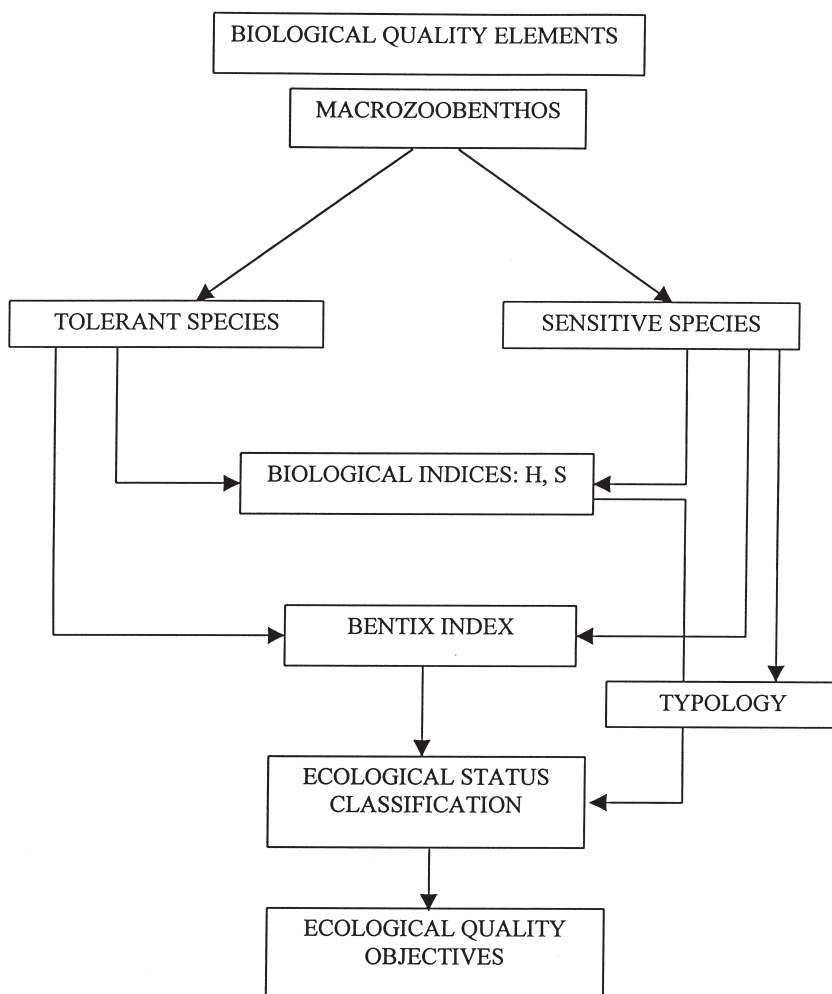 BIOLOGICAL QUALITY ELEMENTS
MACROZOOBENTHOS
TOLERANT SPECIES
SENSITIVE SPECIES
BIOLOGICAL INDICES: H, S
BENTIX INDEX
TYPOLOGY
ECOLOGICAL STATUS
CLASSIFICATION
ECOLOGICAL QUALITY
OBJECTIVES